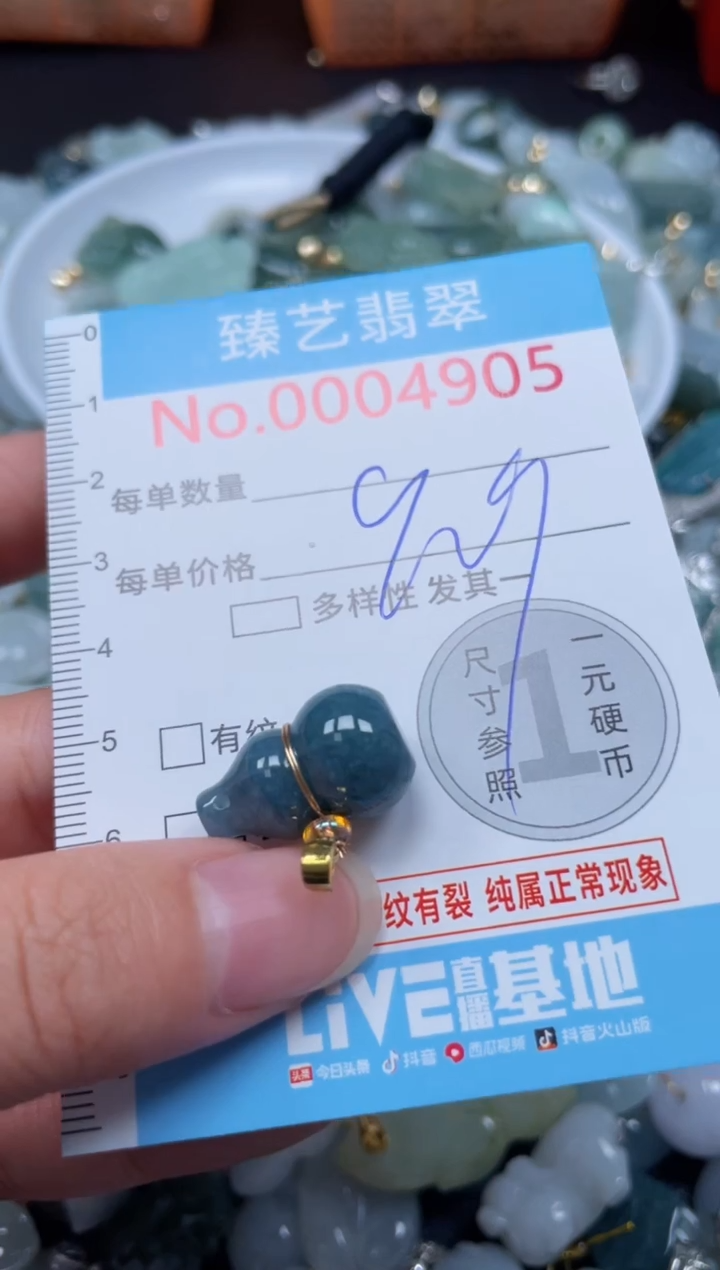 臻艺翡翠
No.0004905
0
1
2
3
4
5
6
每单数量
每单价格
多样性 发其一
有纹
尺寸参照
1
一元硬币
纹有裂 纯属正常现象
LiVE直播基地
头条 今日头条 抖音 西瓜视频 抖音火山版